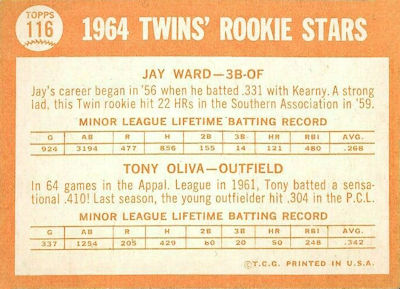 TOPPS
116
1964 TWINS' ROOKIE STARS
JAY WARD—3B-OF
Jay's career began in '56 when he batted .331 with Kearny. A strong
lad, this Twin rookie hit 22 HRs in the Southern Association in '59.
MINOR LEAGUE LIFETIME BATTING RECORD
G AB R H 2B 3B HR RBI AVG.
924 3194 477 856 155 14 121 480 .268
TONY OLIVA—OUTFIELD
In 64 games in the Appal. League in 1961, Tony batted a sensa-
tional .410! Last season, the young outfielder hit .304 in the P.C.L.
MINOR LEAGUE LIFETIME BATTING RECORD
G AB R H 2B 3B HR RBI AVG.
337 1254 205 429 60 20 50 248 .342
©T.C.G. PRINTED IN U.S.A.